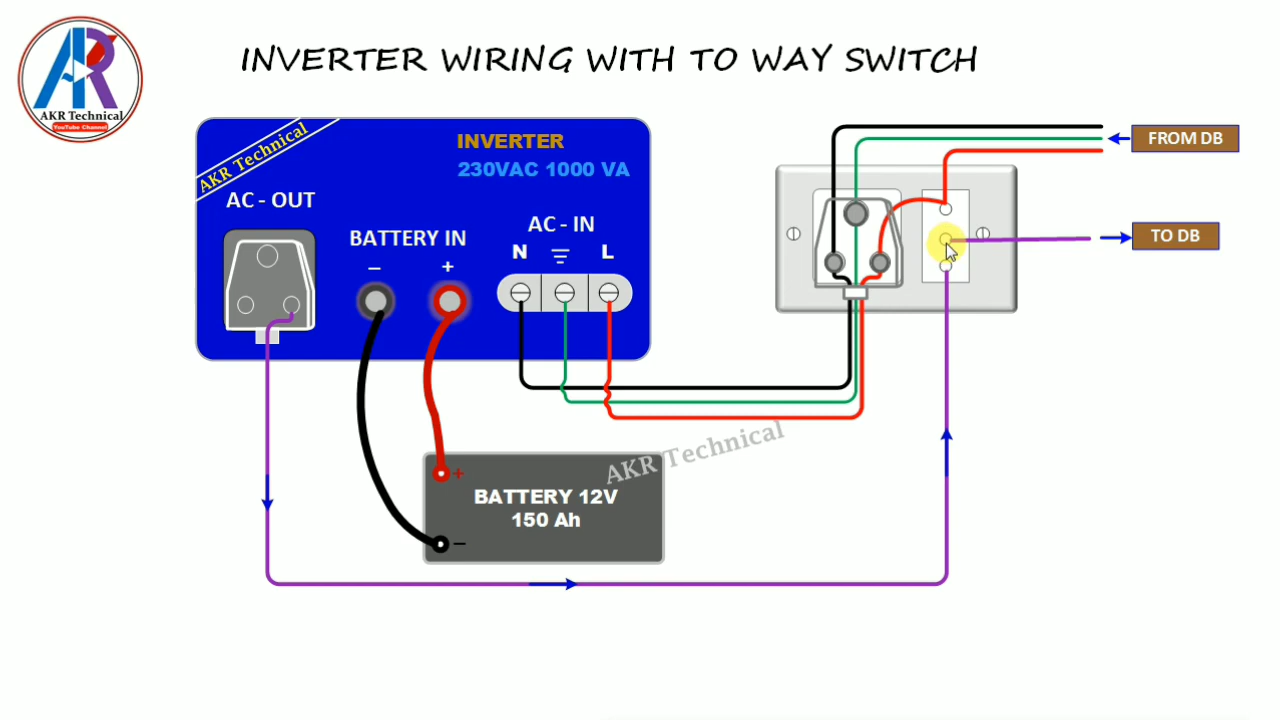 INVERTER WIRING WITH TO WAY SWITCH
AKR Technical
YouTube Channel
AKR Technical
INVERTER
230VAC 1000 VA
AC - OUT
BATTERY IN
–
+
AC - IN
N
L
FROM DB
TO DB
AKR Technical
+
BATTERY 12V
150 Ah
–